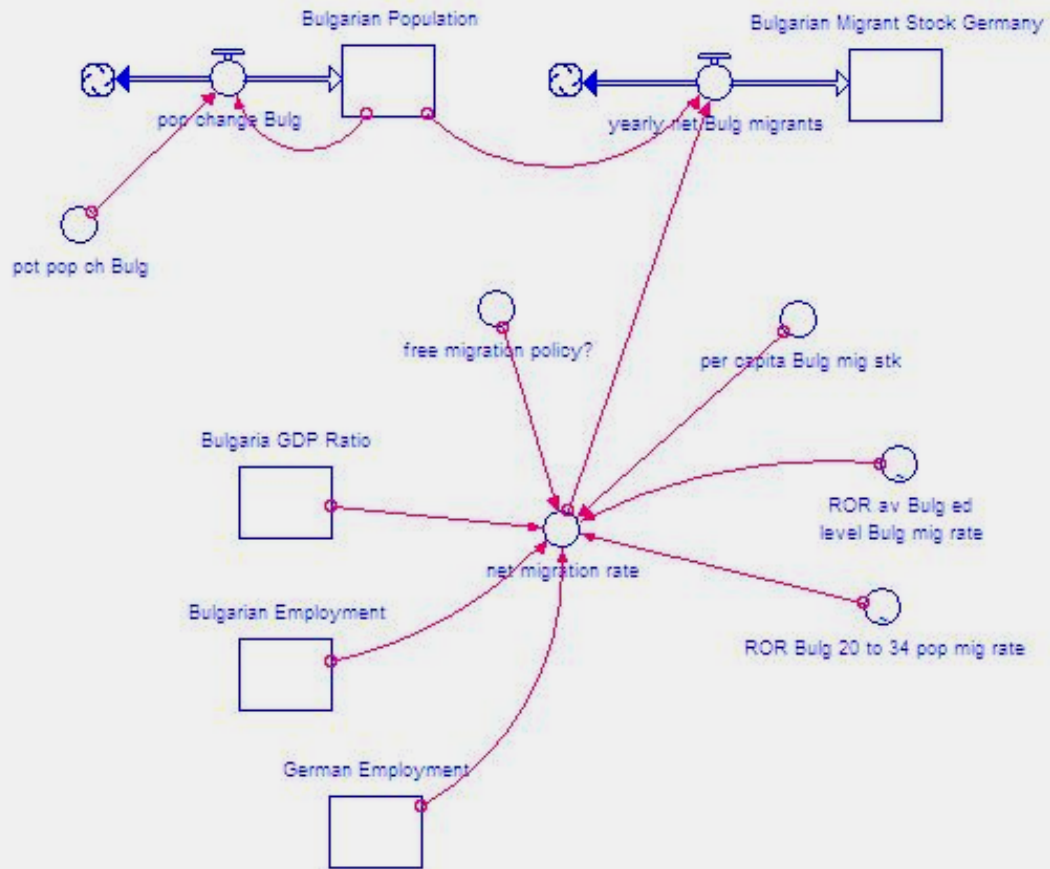 Bulgarian Population
Bulgarian Migrant Stock Germany
pop change Bulg
yearly net Bulg migrants
pct pop ch Bulg
free migration policy?
per capita Bulg mig stk
Bulgaria GDP Ratio
ROR av Bulg ed
level Bulg mig rate
net migration rate
Bulgarian Employment
ROR Bulg 20 to 34 pop mig rate
German Employment